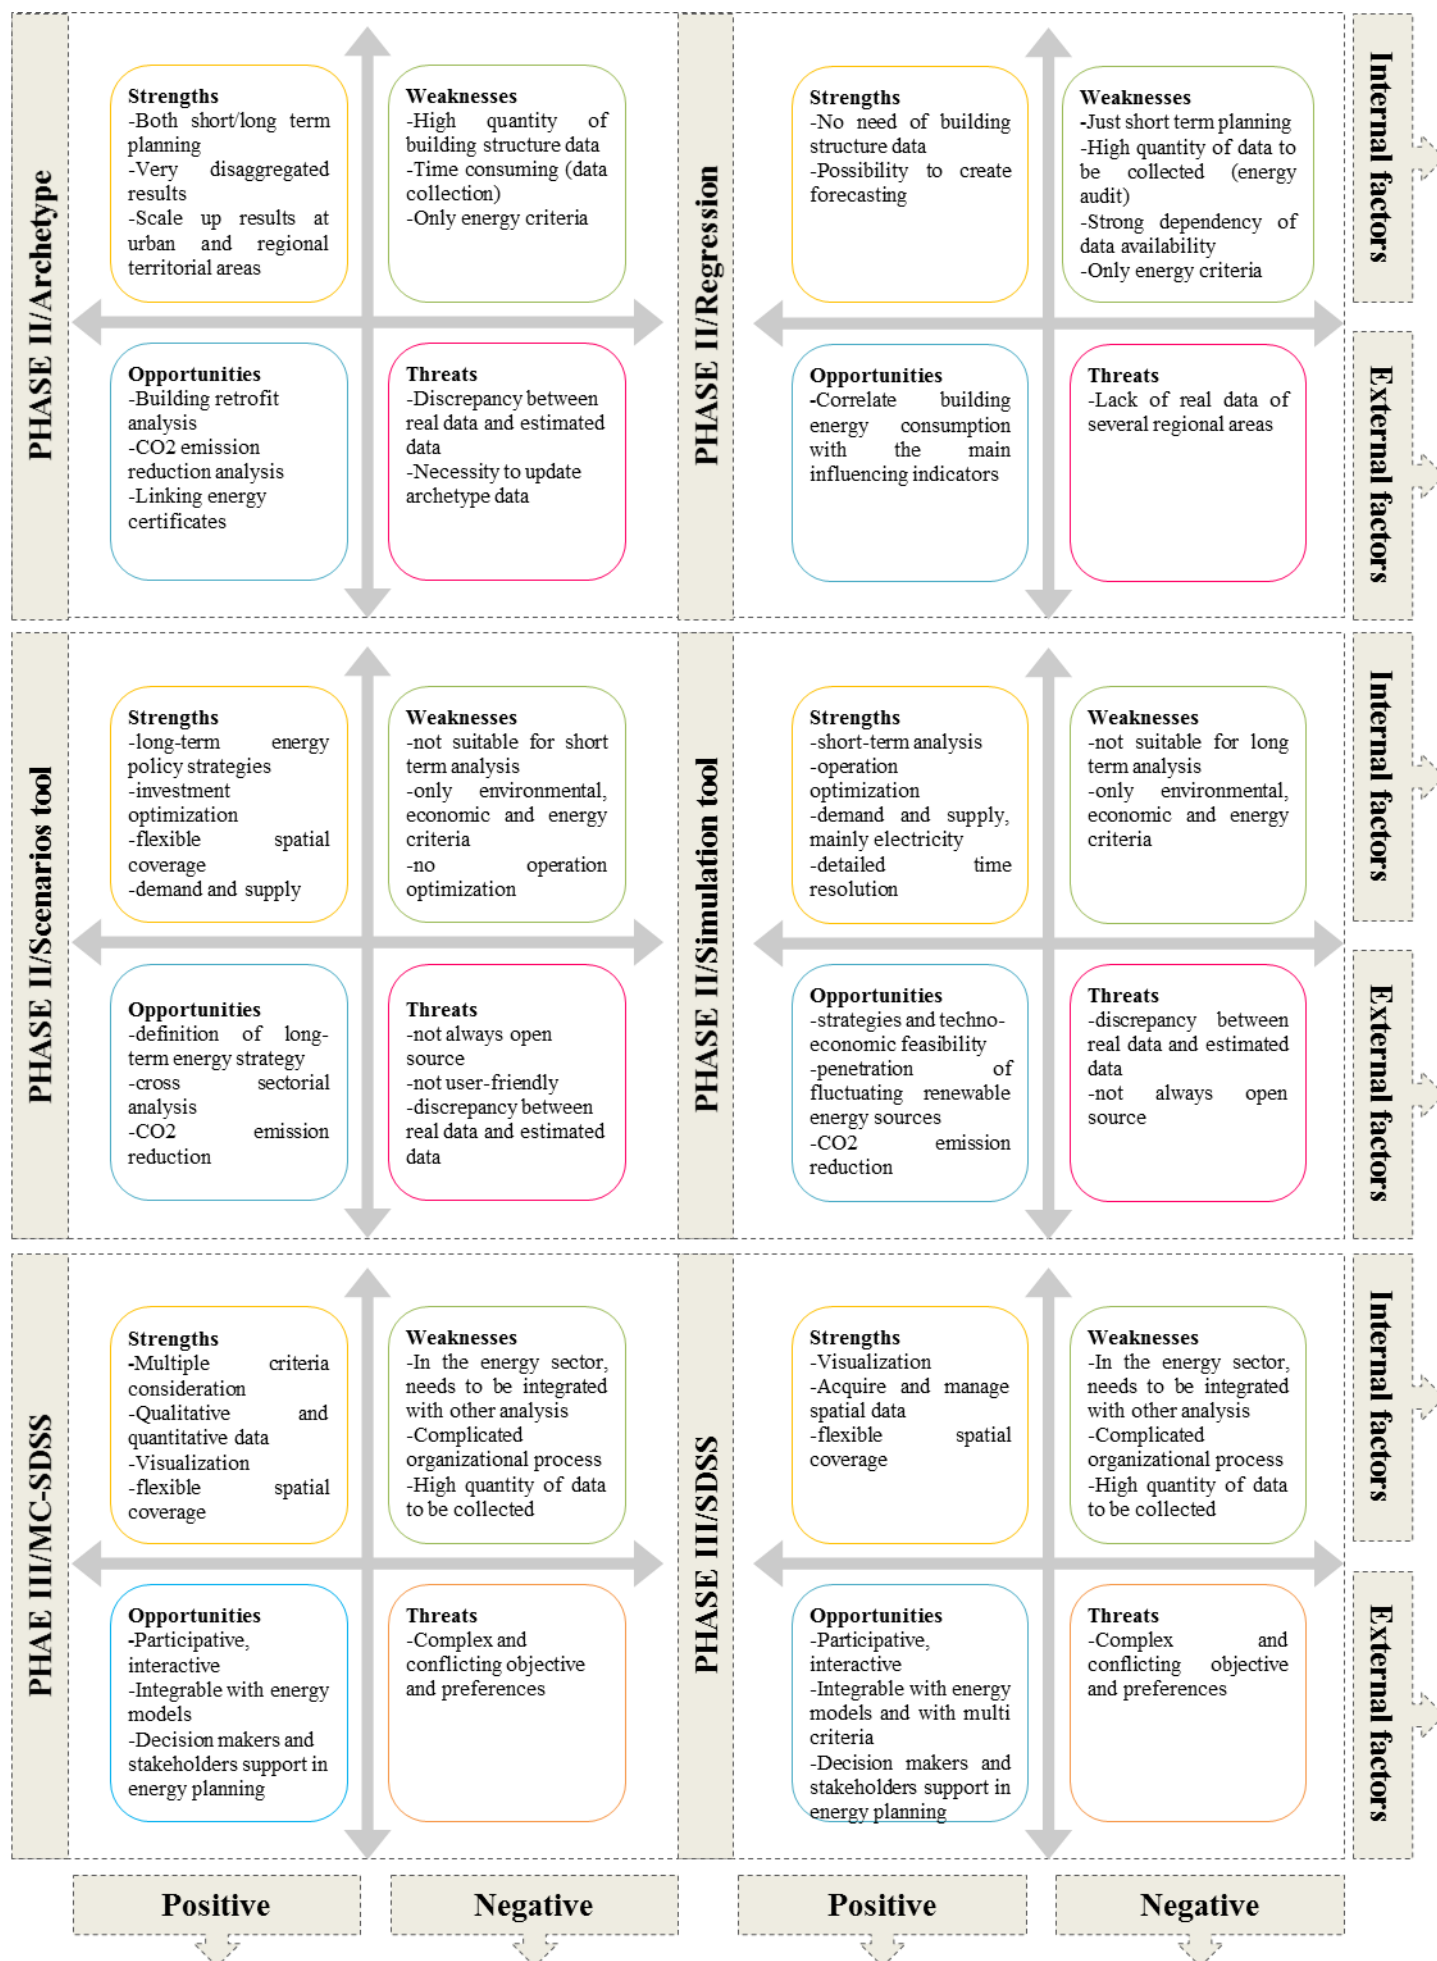 PHASE II/Archetype
Strengths
-Both short/long term
planning
-Very disaggregated
results
-Scale up results at
urban and regional
territorial areas
Weaknesses
-High quantity of
building structure data
-Time consuming (data
collection)
-Only energy criteria
Opportunities
-Building retrofit
analysis
-CO2 emission
reduction analysis
-Linking energy
certificates
Threats
-Discrepancy between
real data and estimated
data
-Necessity to update
archetype data
PHASE II/Regression
Strengths
-No need of building
structure data
-Possibility to create
forecasting
Weaknesses
-Just short term planning
-High quantity of data to
be collected (energy
audit)
-Strong dependency of
data availability
-Only energy criteria
Opportunities
-Correlate building
energy consumption
with the main
influencing indicators
Threats
-Lack of real data of
several regional areas
Internal factors
External factors
PHASE II/Scenarios tool
Strengths
-long-term energy
policy strategies
-investment
optimization
-flexible spatial
coverage
-demand and supply
Weaknesses
-not suitable for short
term analysis
-only environmental,
economic and energy
criteria
-no operation
optimization
Opportunities
-definition of long-
term energy strategy
-cross sectorial
analysis
-CO2 emission
reduction
Threats
-not always open
source
-not user-friendly
-discrepancy between
real data and estimated
data
PHASE II/Simulation tool
Strengths
-short-term analysis
-operation
optimization
-demand and supply,
mainly electricity
-detailed time
resolution
Weaknesses
-not suitable for long
term analysis
-only environmental,
economic and energy
criteria
Opportunities
-strategies and techno-
economic feasibility
-penetration of
fluctuating renewable
energy sources
-CO2 emission
reduction
Threats
-discrepancy between
real data and estimated
data
-not always open
source
Internal factors
External factors
PHAE III/MC-SDSS
Strengths
-Multiple criteria
consideration
-Qualitative and
quantitative data
-Visualization
-flexible spatial
coverage
Weaknesses
-In the energy sector,
needs to be integrated
with other analysis
-Complicated
organizational process
-High quantity of data
to be collected
Opportunities
-Participative,
interactive
-Integrable with energy
models
-Decision makers and
stakeholders support in
energy planning
Threats
-Complex and
conflicting objective
and preferences
PHASE III/SDSS
Strengths
-Visualization
-Acquire and manage
spatial data
-flexible spatial
coverage
Weaknesses
-In the energy sector,
needs to be integrated
with other analysis
-Complicated
organizational process
-High quantity of data
to be collected
Opportunities
-Participative,
interactive
-Integrable with energy
models and with multi
criteria
-Decision makers and
stakeholders support in
energy planning
Threats
-Complex and
conflicting objective
and preferences
Internal factors
External factors
Positive
Negative
Positive
Negative